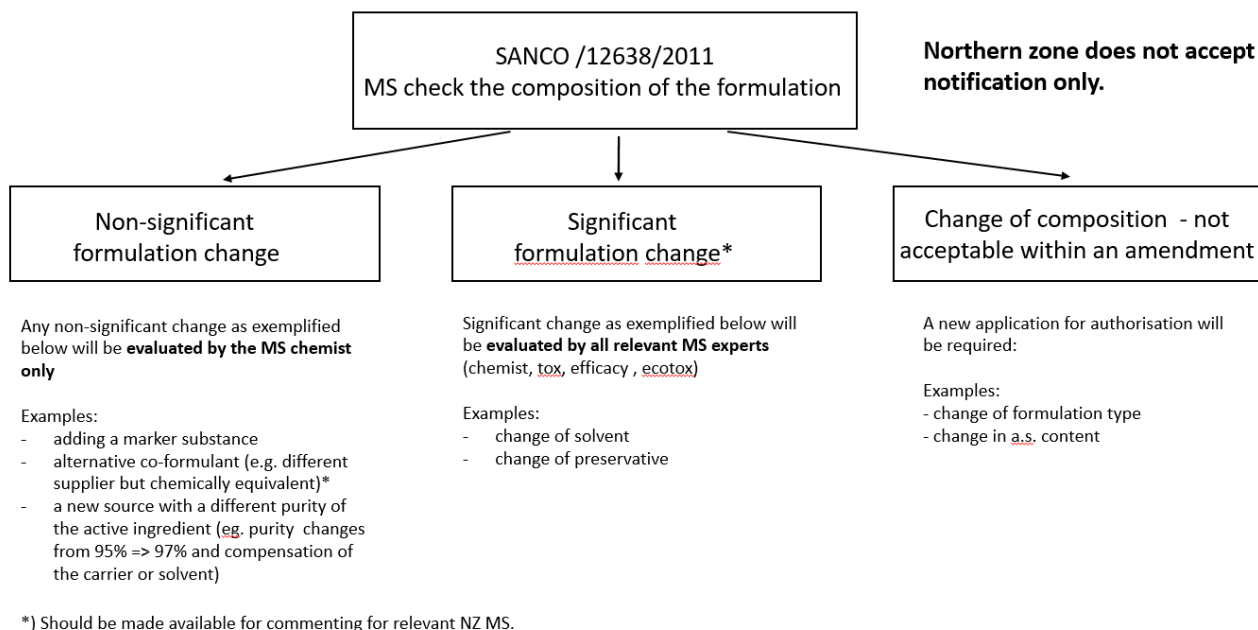 SANCO /12638/2011
MS check the composition of the formulation
Northern zone does not accept
notification only.
Non-significant
formulation change
Significant
formulation change*
Change of composition - not
acceptable within an amendment
Any non-significant change as exemplified
below will be evaluated by the MS chemist
only
Examples:
- adding a marker substance
- alternative co-formulant (e.g. different
supplier but chemically equivalent)*
- a new source with a different purity of
the active ingredient (eg. purity changes
from 95% => 97% and compensation of
the carrier or solvent)
Significant change as exemplified below will
be evaluated by all relevant MS experts
(chemist, tox, efficacy , ecotox)
Examples:
- change of solvent
- change of preservative
A new application for authorisation will
be required:
Examples:
- change of formulation type
- change in a.s. content
*) Should be made available for commenting for relevant NZ MS.